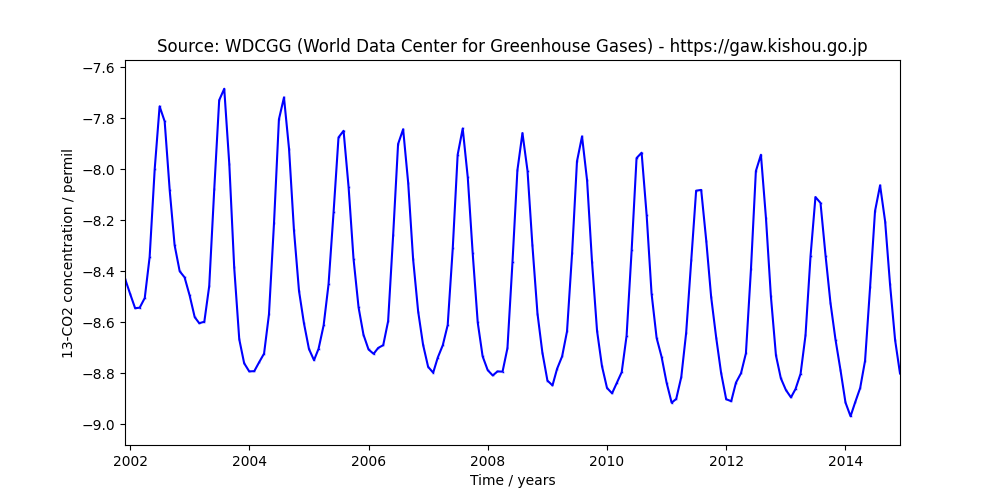 Source: WDCGG (World Data Center for Greenhouse Gases) - https://gaw.kishou.go.jp
13-CO2 concentration / permil
−7.6
−7.8
−8.0
−8.2
−8.4
−8.6
−8.8
−9.0
2002 2004 2006 2008 2010 2012 2014
Time / years